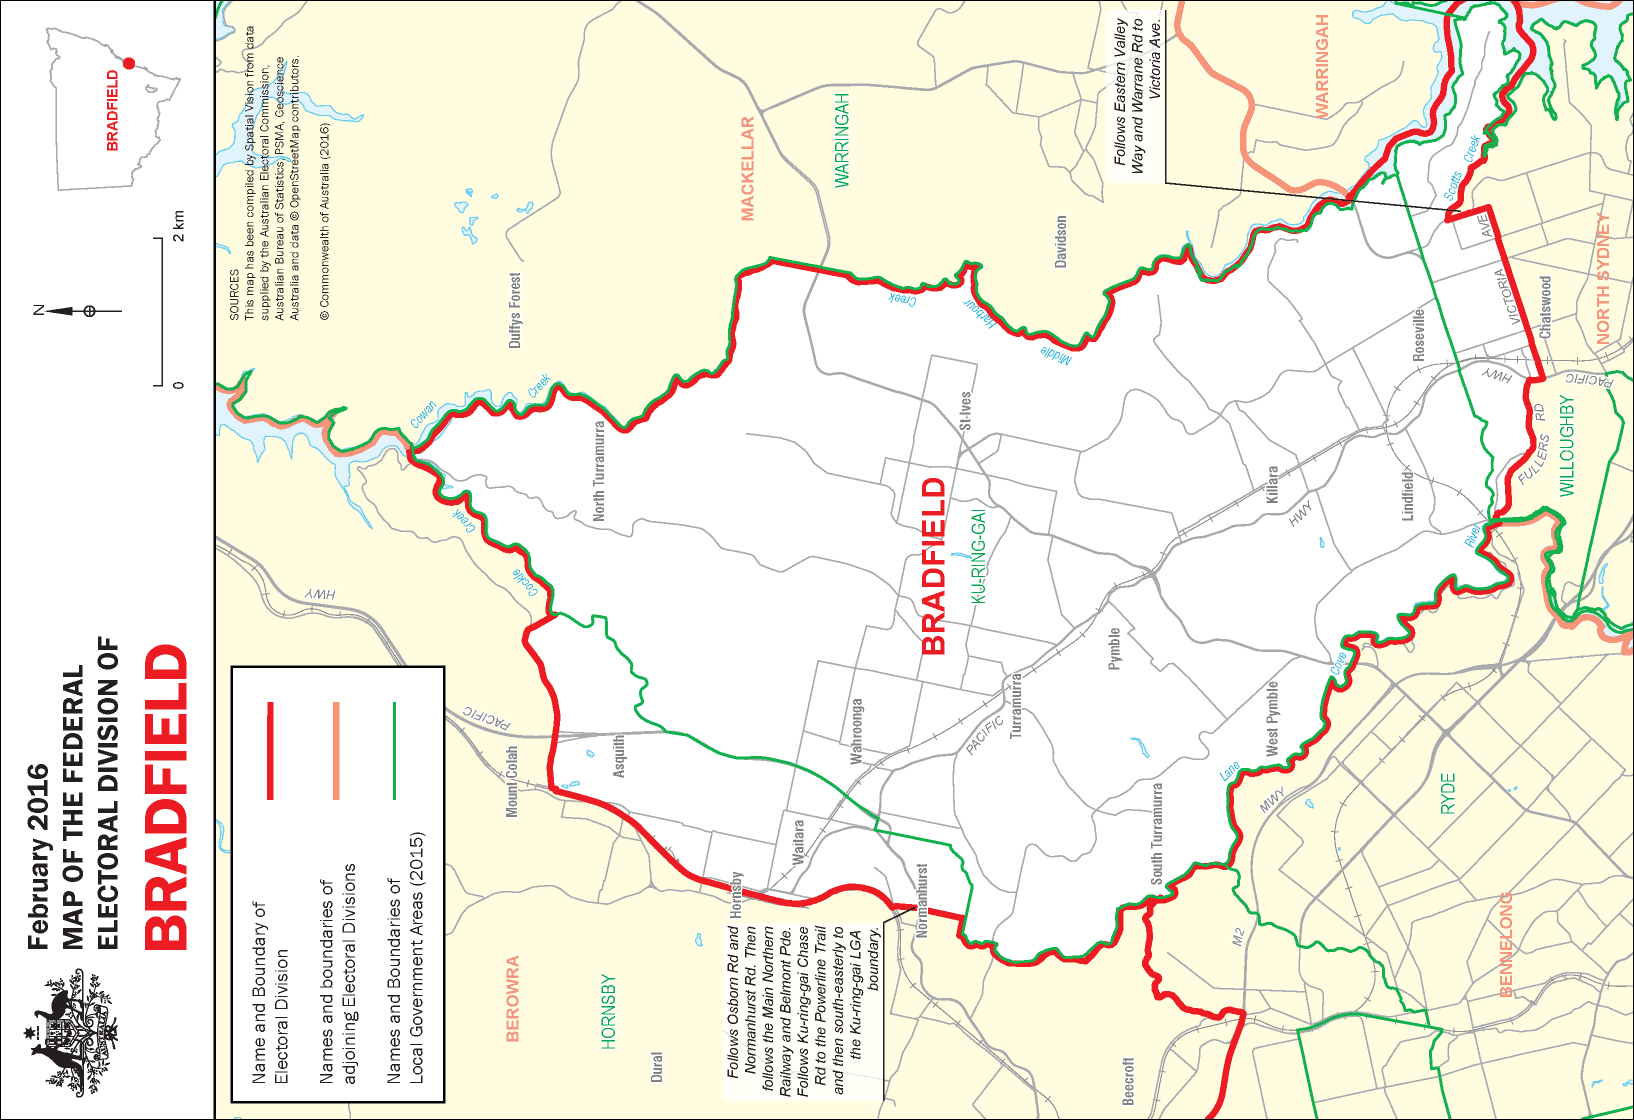 February 2016
MAP OF THE FEDERAL
ELECTORAL DIVISION OF
BRADFIELD
N
0
2 km
BRADFIELD
Name and Boundary of
Electoral Division
Names and boundaries of
adjoining Electoral Divisions
Names and Boundaries of
Local Government Areas (2015)
SOURCES
This map has been compiled by Spatial Vision from data
supplied by the Australian Electoral Commission,
Australian Bureau of Statistics, PSMA, Geoscience
Australia and data © OpenStreetMap contributors.
© Commonwealth of Australia (2016)
HWY
PACIFIC
Mount Colah
Asquith
Cowan
Creek
Cockle
Creek
Duffys Forest
North Turramurra
BEROWRA
HORNSBY
Dural
Hornsby
Waitara
Wahroonga
Normanhurst
Follows Osborn Rd and
Normanhurst Rd. Then
follows the Main Northern
Railway and Belmont Pde.
Follows Ku-ring-gai Chase
Rd to the Powerline Trail
and then south-easterly to
the Ku-ring-gai LGA
boundary.
MACKELLAR
WARRINGAH
Creek
Harbour
Middle
Davidson
St-Ives
BRADFIELD
KU-RING-GAI
PACIFIC
Turramurra
Pymble
South Turramurra
West Pymble
Beecroft
M2
MWY
Lane
Cove
River
Killara
HWY
Lindfield
Roseville
Follows Eastern Valley
Way and Warrane Rd to
Victoria Ave.
WARRINGAH
Scotts Creek
VICTORIA
AVE
HWY
PACIFIC
FULLERS RD
Chatswood
WILLOUGHBY
NORTH SYDNEY
RYDE
BENNELONG